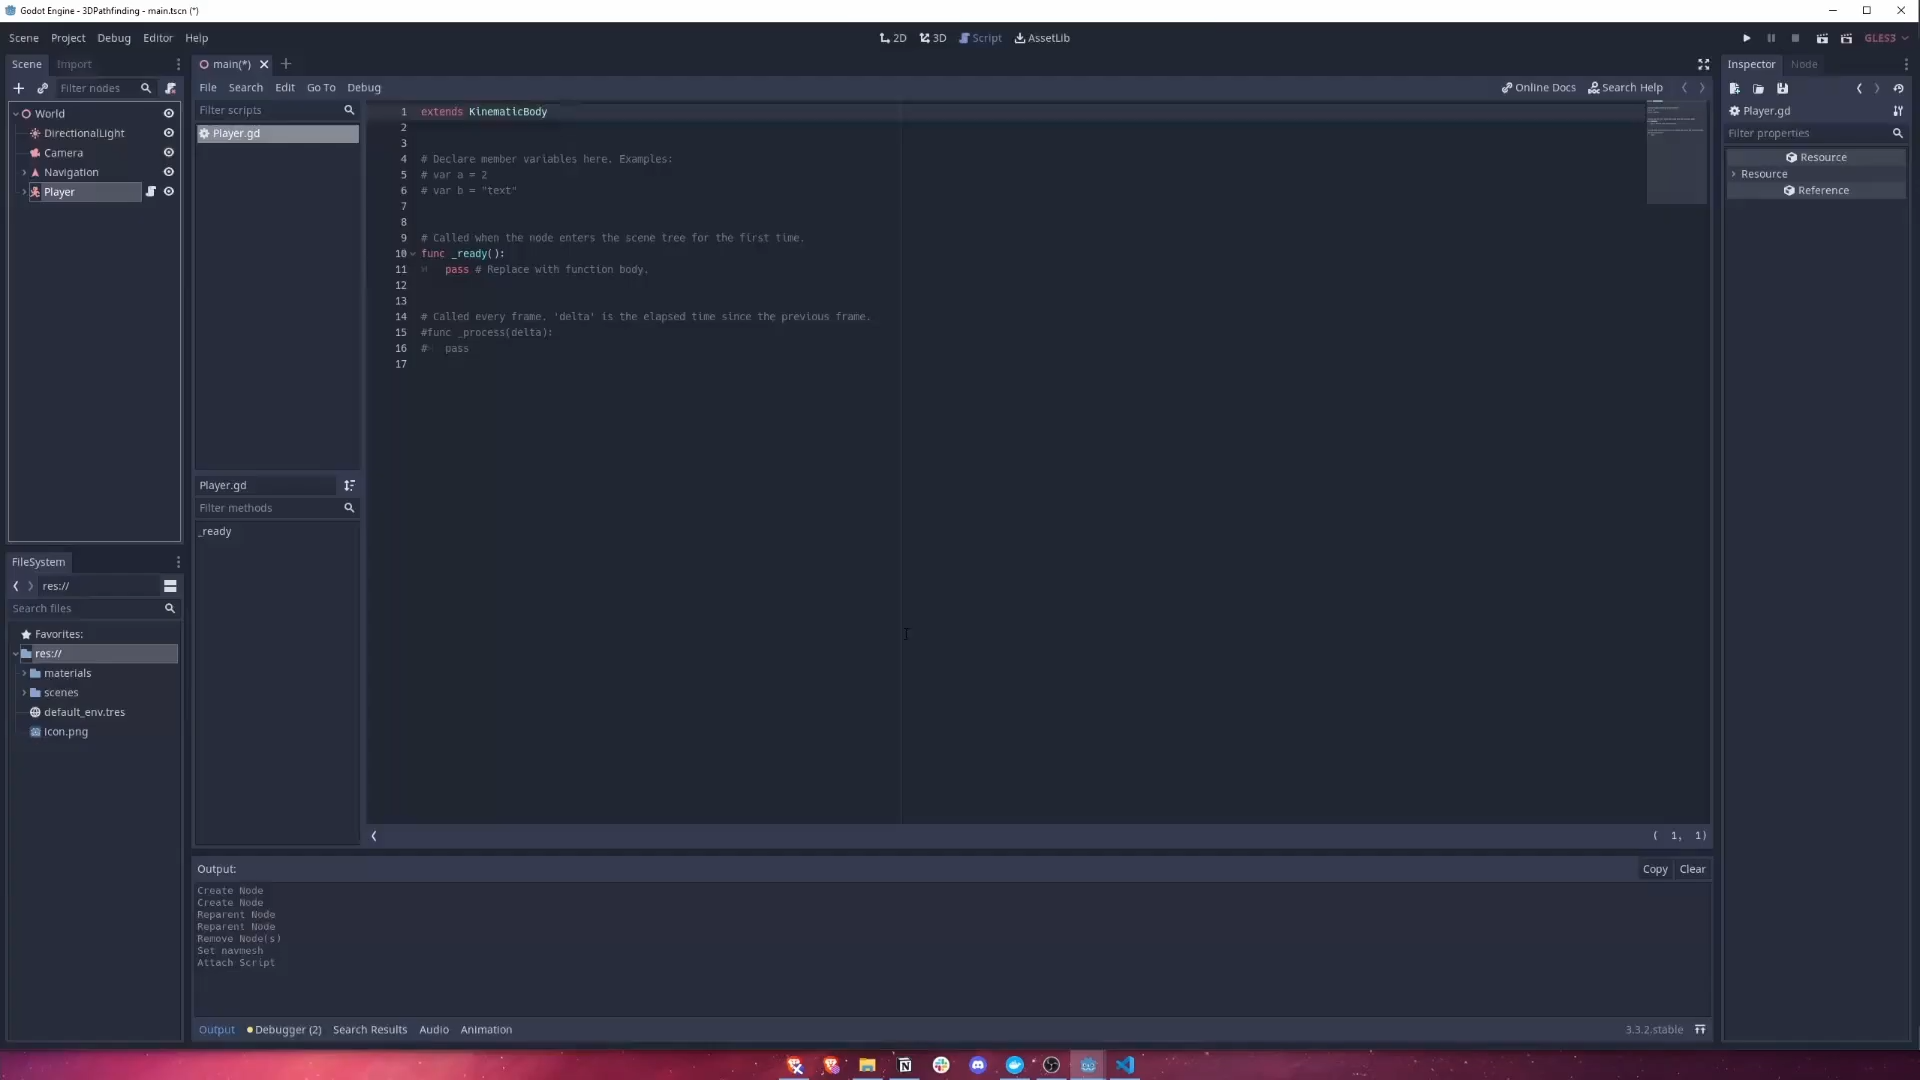 Godot Engine - 3DPathfinding - main.tscn (*)
Scene Project Debug Editor Help
2D 3D Script AssetLib
GLES3
Scene Import
main(*)
Inspector Node
Filter nodes
File Search Edit Go To Debug
Online Docs Search Help
World
DirectionalLight
Camera
Navigation
Player
Filter scripts
Player.gd
1 extends KinematicBody
2
3
4 # Declare member variables here. Examples:
5 # var a = 2
6 # var b = "text"
7
8
9 # Called when the node enters the scene tree for the first time.
10 func _ready():
11 pass # Replace with function body.
12
13
14 # Called every frame. 'delta' is the elapsed time since the previous frame.
15 #func _process(delta):
16 # pass
17
Player.gd
Filter properties
Resource
Resource
Reference
Player.gd
Filter methods
_ready
FileSystem
res://
Search files
Favorites:
res://
materials
scenes
default_env.tres
icon.png
( 1, 1)
Output:
Copy Clear
Create Node
Create Node
Reparent Node
Reparent Node
Remove Node(s)
Set navmesh
Attach Script
Output Debugger (2) Search Results Audio Animation
3.3.2.stable